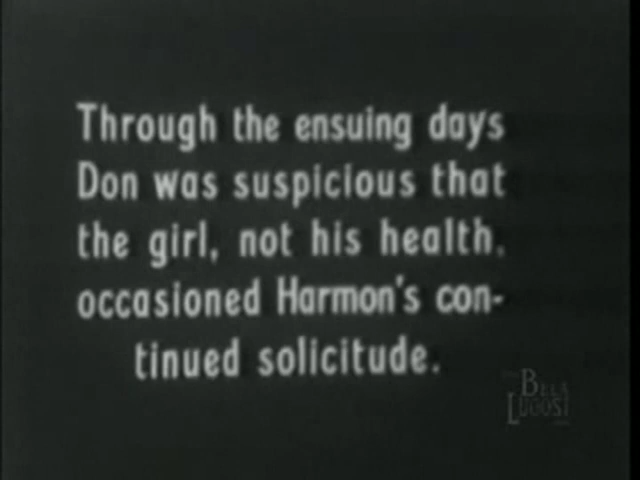 Through the ensuing days
Don was suspicious that
the girl, not his health,
occasioned Harmon's con-
tinued solicitude.
BELA
LUGOSI